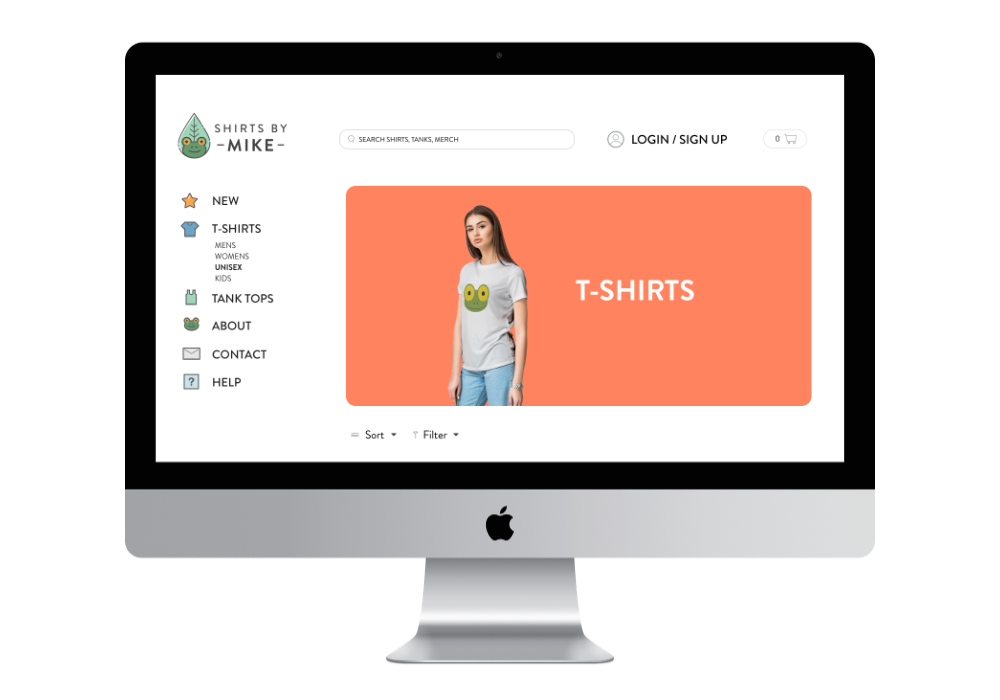 SHIRTS BY
-MIKE-
SEARCH SHIRTS, TANKS, MERCH
LOGIN / SIGN UP
0
NEW
T-SHIRTS
MENS
WOMENS
UNISEX
KIDS
TANK TOPS
ABOUT
CONTACT
? HELP
T-SHIRTS
Sort
Filter